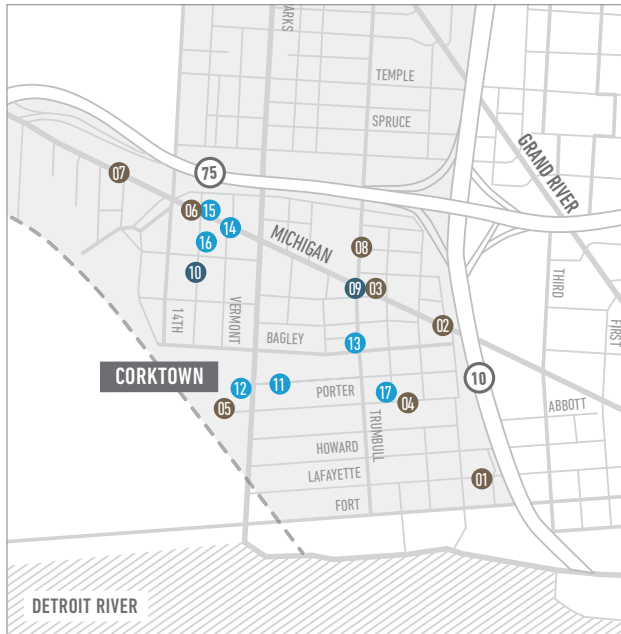 PARKS
TEMPLE
SPRUCE
GRAND RIVER
75
07
06
15
14
16
MICHIGAN
08
10
09
03
THIRD
FIRST
14TH
VERMONT
02
BAGLEY
13
CORKTOWN
10
12
11
PORTER
17
04
05
ABBOTT
TRUMBULL
HOWARD
LAFAYETTE
01
FORT
DETROIT RIVER